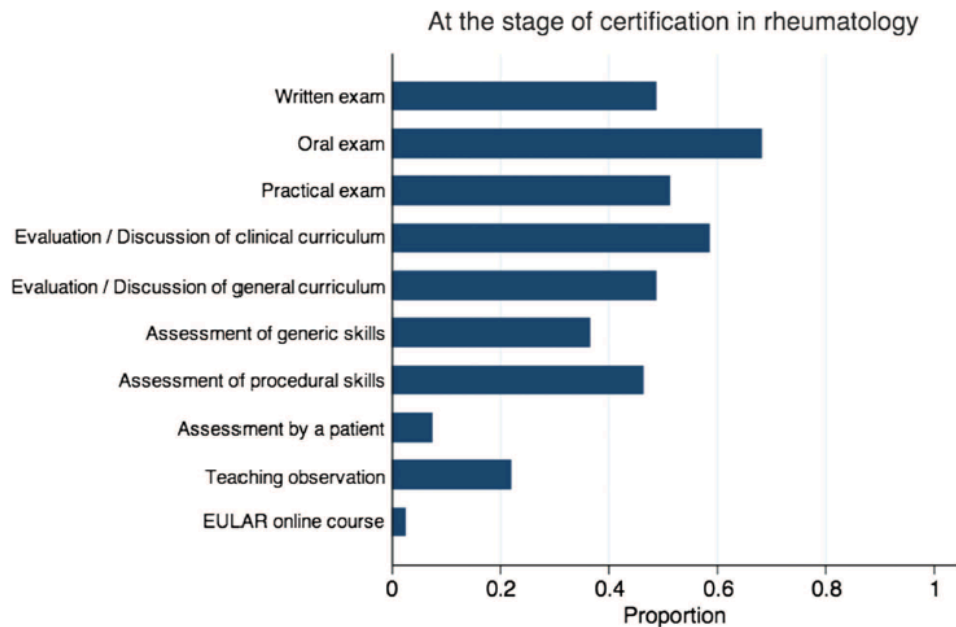 At the stage of certification in rheumatology
Written exam
Oral exam
Practical exam
Evaluation / Discussion of clinical curriculum
Evaluation / Discussion of general curriculum
Assessment of generic skills
Assessment of procedural skills
Assessment by a patient
Teaching observation
EULAR online course
0 0.2 0.4 0.6 0.8 1
Proportion